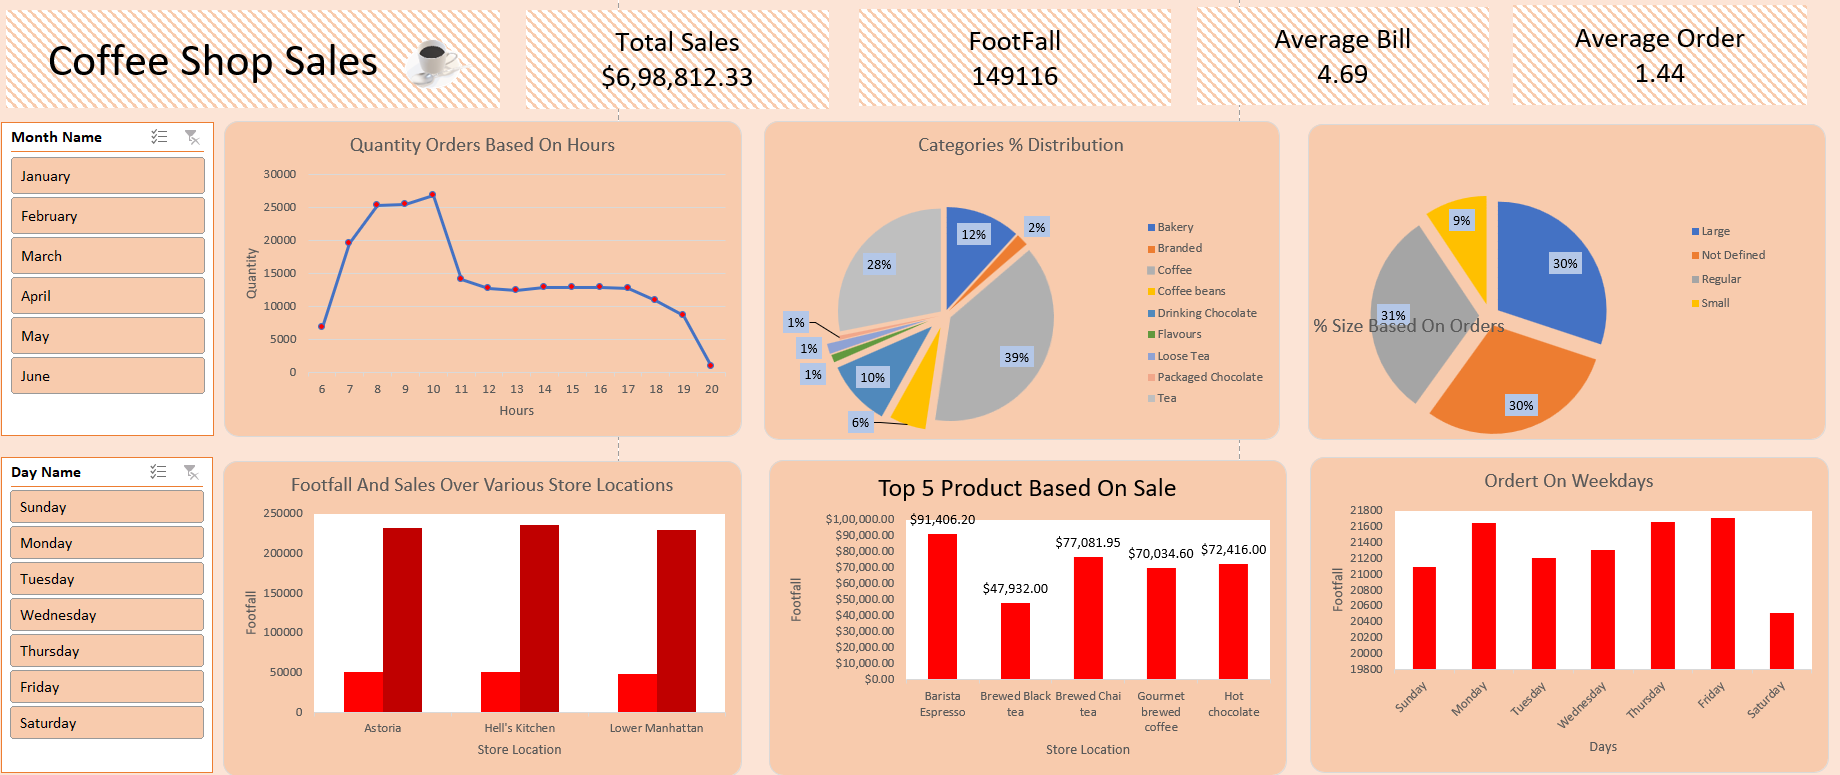 Coffee Shop Sales
Total Sales
$6,98,812.33
FootFall
149116
Average Bill
4.69
Average Order
1.44
Month Name
January
February
March
April
May
June
Quantity Orders Based On Hours
30000
25000
20000
15000
10000
5000
0
Quantity
6 7 8 9 10 11 12 13 14 15 16 17 18 19 20
Hours
Categories % Distribution
12%
2%
28%
39%
1%
1%
1%
10%
6%
Bakery
Branded
Coffee
Coffee beans
Drinking Chocolate
Flavours
Loose Tea
Packaged Chocolate
Tea
9%
30%
31%
30%
% Size Based On Orders
Large
Not Defined
Regular
Small
Day Name
Sunday
Monday
Tuesday
Wednesday
Thursday
Friday
Saturday
Footfall And Sales Over Various Store Locations
250000
200000
150000
100000
50000
0
Footfall
Astoria Hell's Kitchen Lower Manhattan
Store Location
Top 5 Product Based On Sale
$1,00,000.00
$90,000.00
$80,000.00
$70,000.00
$60,000.00
$50,000.00
$40,000.00
$30,000.00
$20,000.00
$10,000.00
$0.00
Footfall
$91,406.20
$47,932.00
$77,081.95
$70,034.60
$72,416.00
Barista
Espresso
Brewed Black
tea
Brewed Chai
tea
Gourmet
brewed
coffee
Hot
chocolate
Store Location
Ordert On Weekdays
21800
21600
21400
21200
21000
20800
20600
20400
20200
20000
19800
Footfall
Sunday
Monday
Tuesday
Wednesday
Thursday
Friday
Saturday
Days